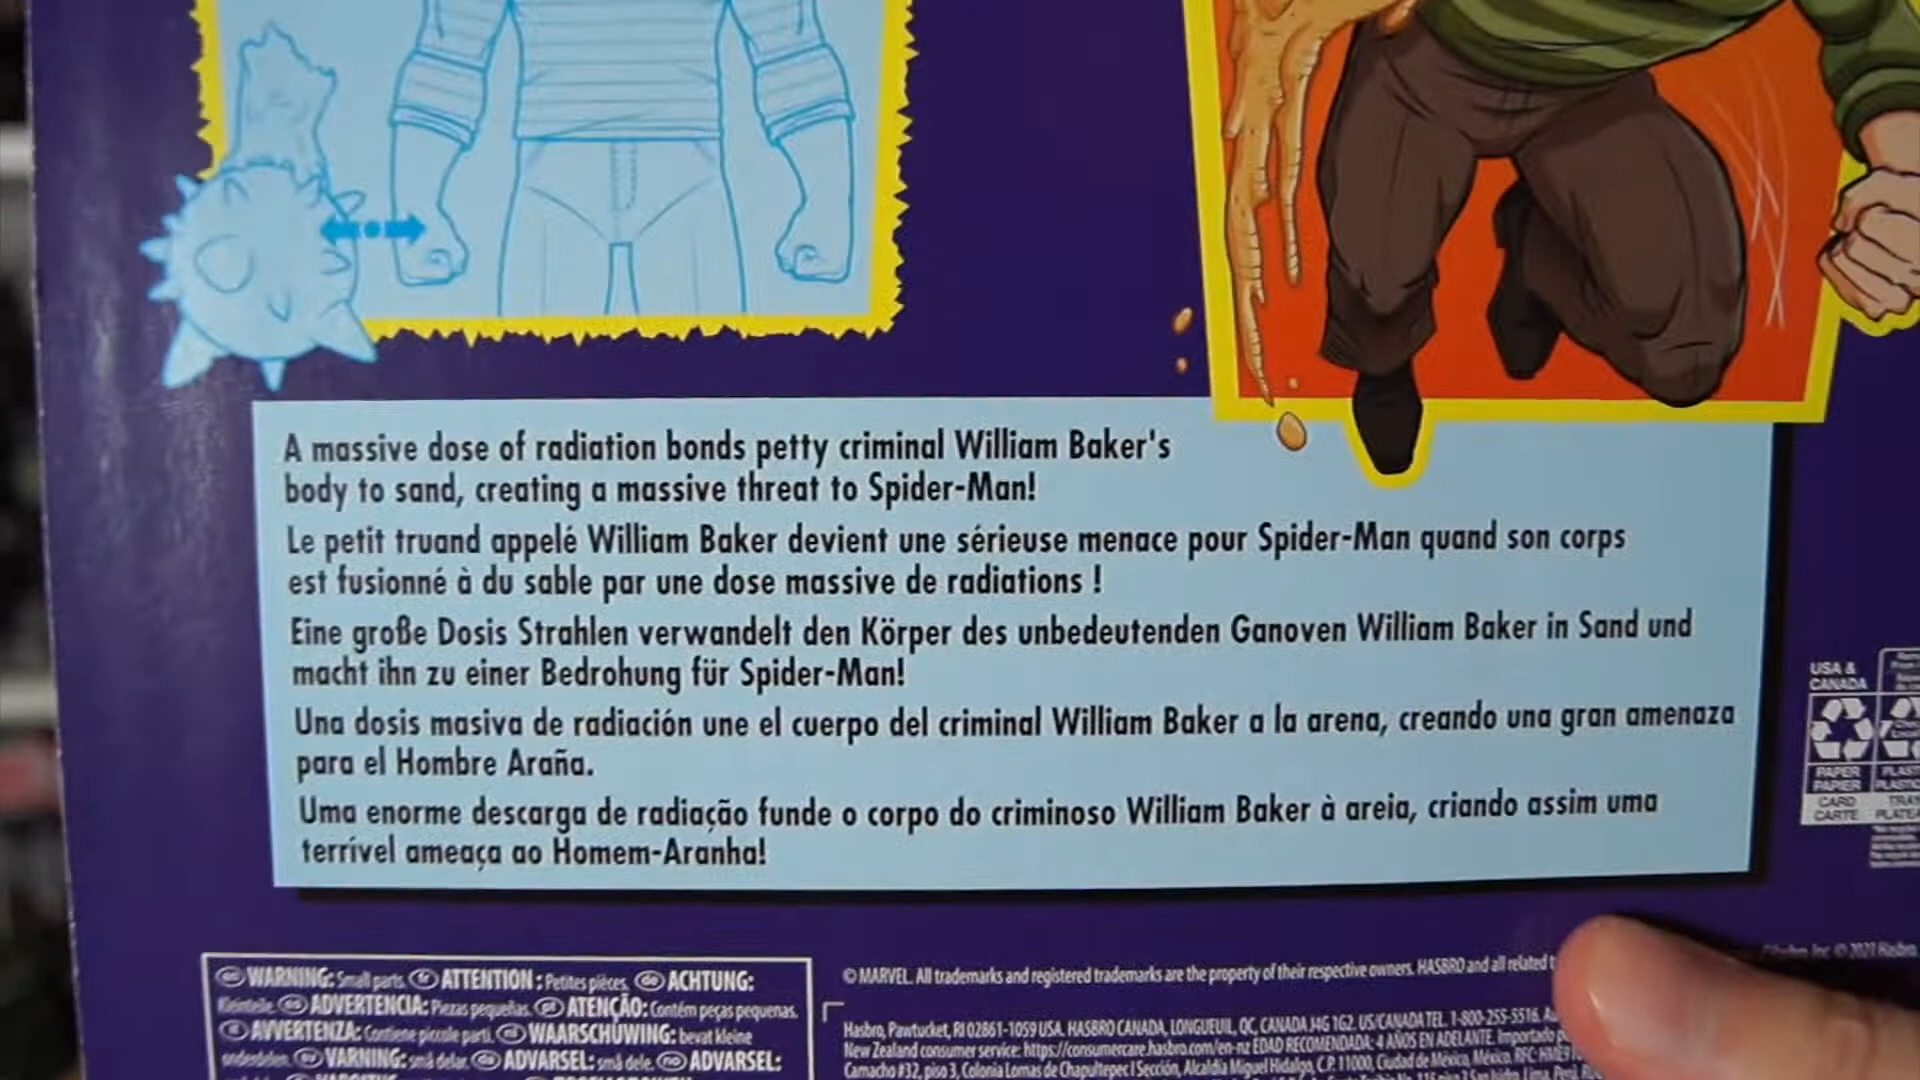 A massive dose of radiation bonds petty criminal William Baker's
body to sand, creating a massive threat to Spider-Man!
Le petit truand appelé William Baker devient une sérieuse menace pour Spider-Man quand son corps
est fusionné à du sable par une dose massive de radiations !
Eine große Dosis Strahlen verwandelt den Körper des unbedeutenden Ganoven William Baker in Sand und
macht ihn zu einer Bedrohung für Spider-Man!
Una dosis masiva de radiación une el cuerpo del criminal William Baker a la arena, creando una gran amenaza
para el Hombre Araña.
Uma enorme descarga de radiação funde o corpo do criminoso William Baker à areia, criando assim uma
terrível ameaça ao Homem-Aranha!
USA &
CANADA
PAPER
PAPIER
CARD
CARTE
WARNING: Small parts. ATTENTION : Petites pièces. ACHTUNG:
Kleinteile. ADVERTENCIA: Piezas pequeñas. ATENÇÃO: Contém peças pequenas.
AVVERTENZA: Contiene piccole parti. WAARSCHUWING: bevat kleine
onderdelen. VARNING: små delar. ADVARSEL: små dele. ADVARSEL:
© MARVEL. All trademarks and registered trademarks are the property of their respective owners. HASBRO and all related
Hasbro, Pawtucket, RI 02861-1059 USA. HASBRO CANADA, LONGUEUIL, QC, CANADA J4G 1G2. US/CANADA TEL. 1-800-255-5516.
New Zealand consumer service: https://consumercare.hasbro.com/en-nz EDAD RECOMENDADA: 4 AÑOS EN ADELANTE. Importado
Camacho #32, piso 3, Colonia Lomas de Chapultepec I Sección, Alcaldía Miguel Hidalgo, C.P. 11000, Ciudad de México, México. RFC: